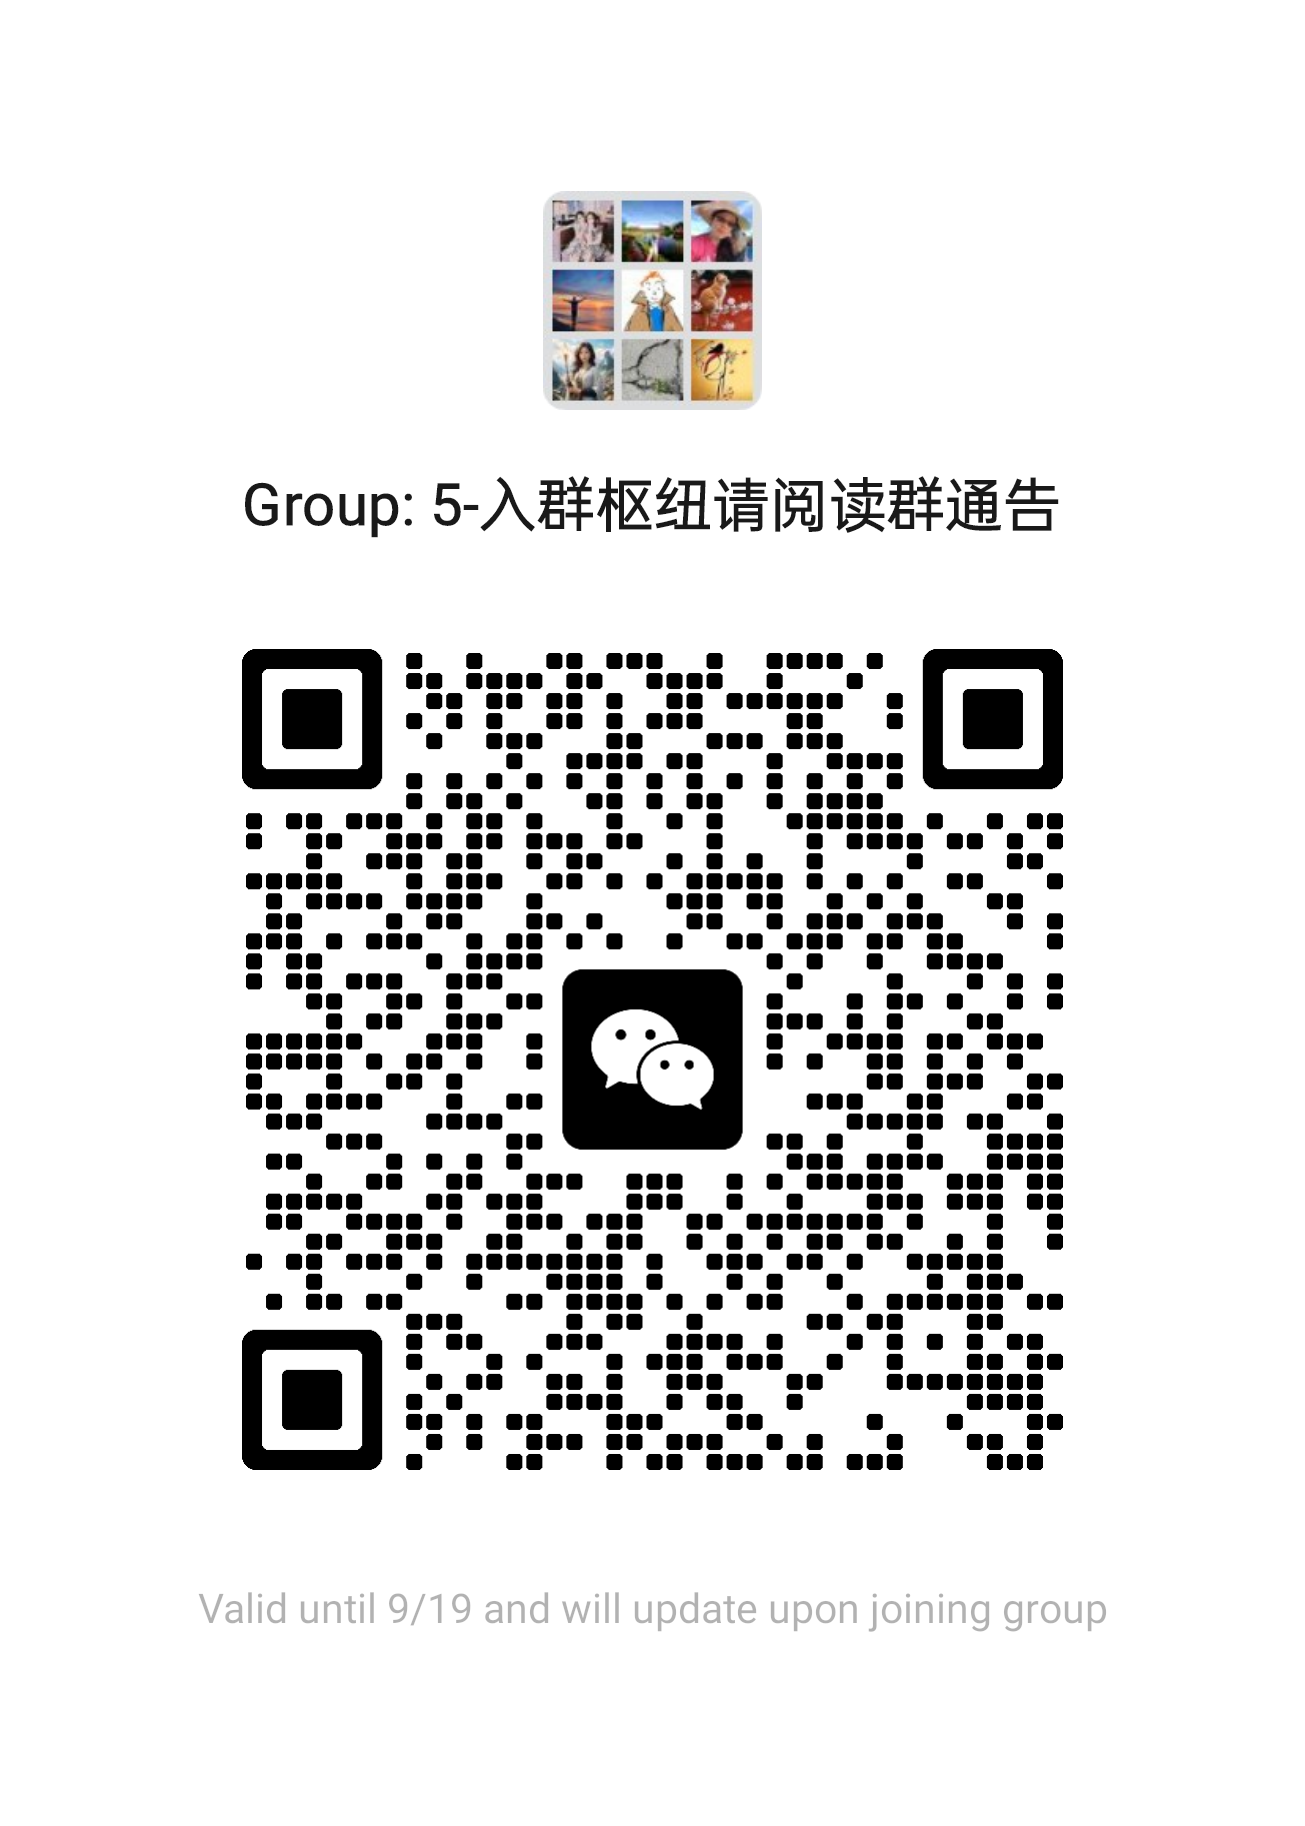 Group: 5-入群枢纽请阅读群通告
Valid until 9/19 and will update upon joining group